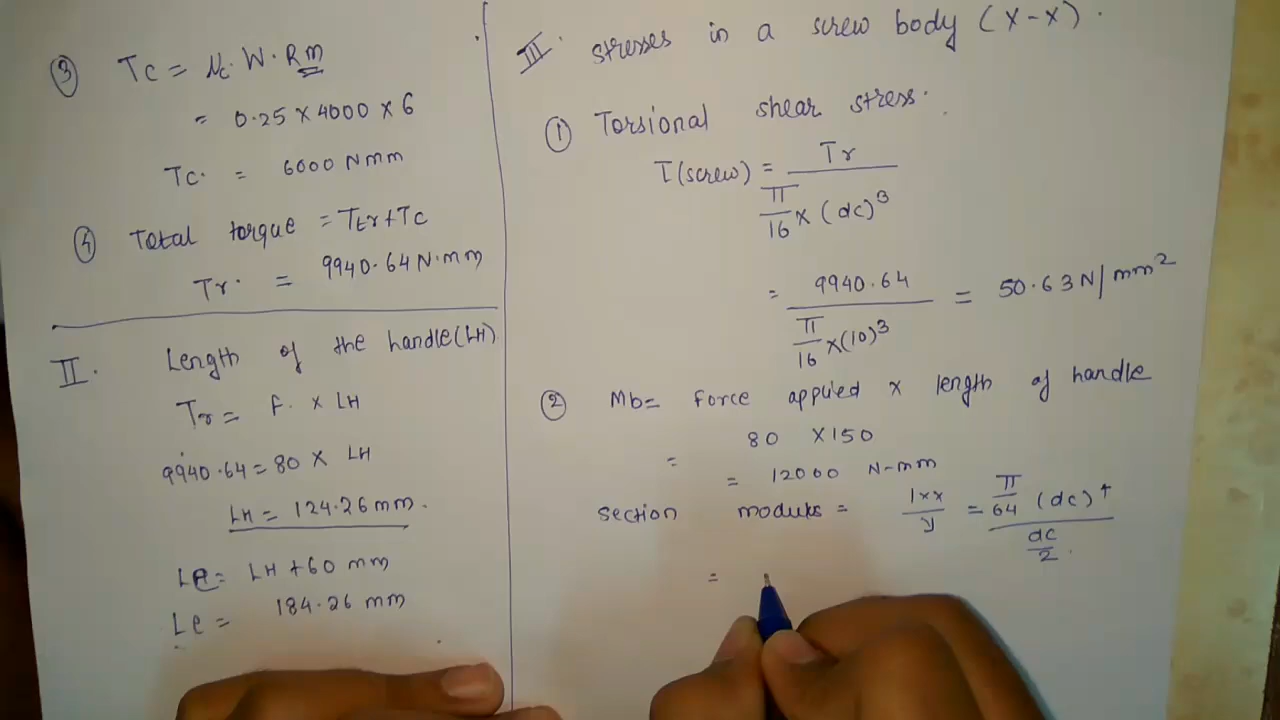 ③ Tc = μc. W. Rm
= 0.25 × 4000 × 6
Tc. = 6000 Nmm
④ Total torque = Ttr + Tc
Tr. = 9940.64 N.mm
II. Length of the handle (LH)
Tr = F. × LH
9940.64 = 80 × LH
LH = 124.26 mm.
Le = LH + 60 mm
Le = 184.26 mm
III. stresses in a screw body (X-X).
① Torsional shear stress.
τ (screw) = Tr / π/16 × (dc)³
= 9940.64 / π/16 × (10)³ = 50.63 N/mm²
② Mb = force applied × length of handle
= 80 × 150
= 12000 N-mm
section modulus = Ixx / y = π/64 (dc)⁴ / dc/2
=